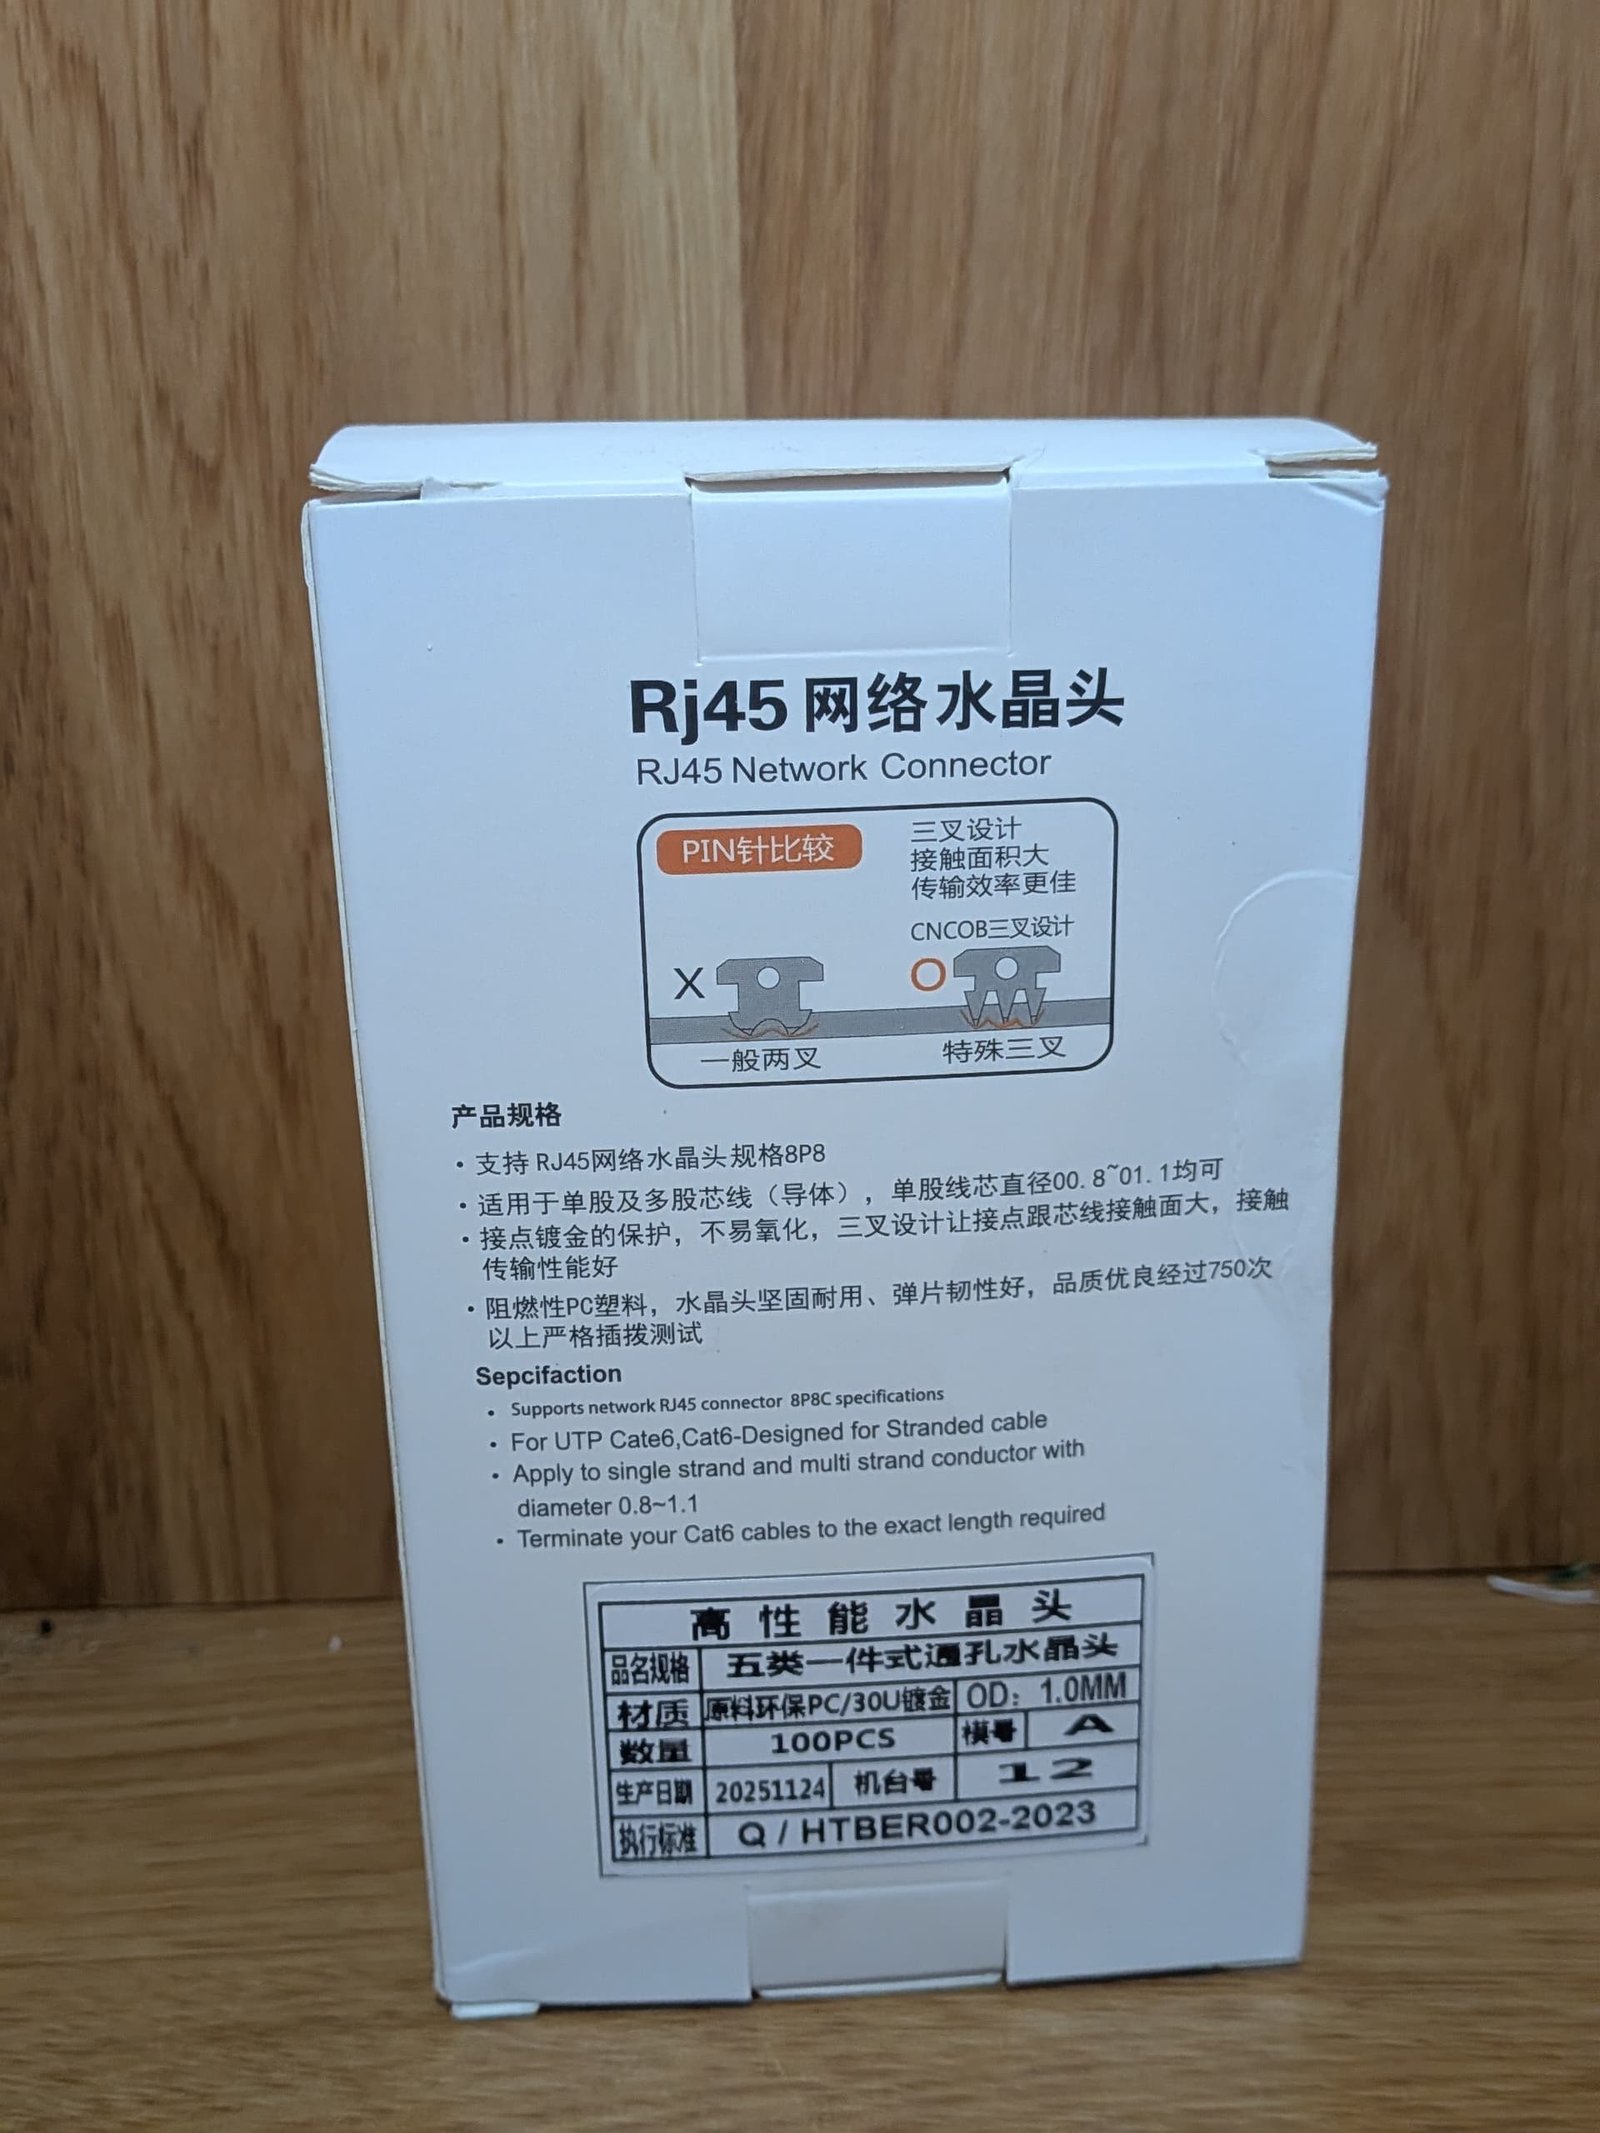 Rj45网络水晶头
RJ45 Network Connector
PIN针比较
三叉设计
接触面积大
传输效率更佳
CNCOB三叉设计
X
O
一般两叉
特殊三叉
产品规格
· 支持 RJ45网络水晶头规格8P8
· 适用于单股及多股芯线（导体），单股线芯直径00.8~01.1均可
· 接点镀金的保护，不易氧化，三叉设计让接点跟芯线接触面大，接触
传输性能好
· 阻燃性PC塑料，水晶头坚固耐用、弹片韧性好，品质优良经过750次
以上严格插拨测试
Sepcifaction
· Supports network RJ45 connector 8P8C specifications
· For UTP Cate6,Cat6-Designed for Stranded cable
· Apply to single strand and multi strand conductor with
diameter 0.8~1.1
· Terminate your Cat6 cables to the exact length required
高性能水晶头
品名规格 五类一件式通孔水晶头
材质 原料环保PC/30U镀金 OD：1.0MM
数量 100PCS 模号 A
生产日期 20251124 机台号 12
执行标准 Q/HTBER002-2023